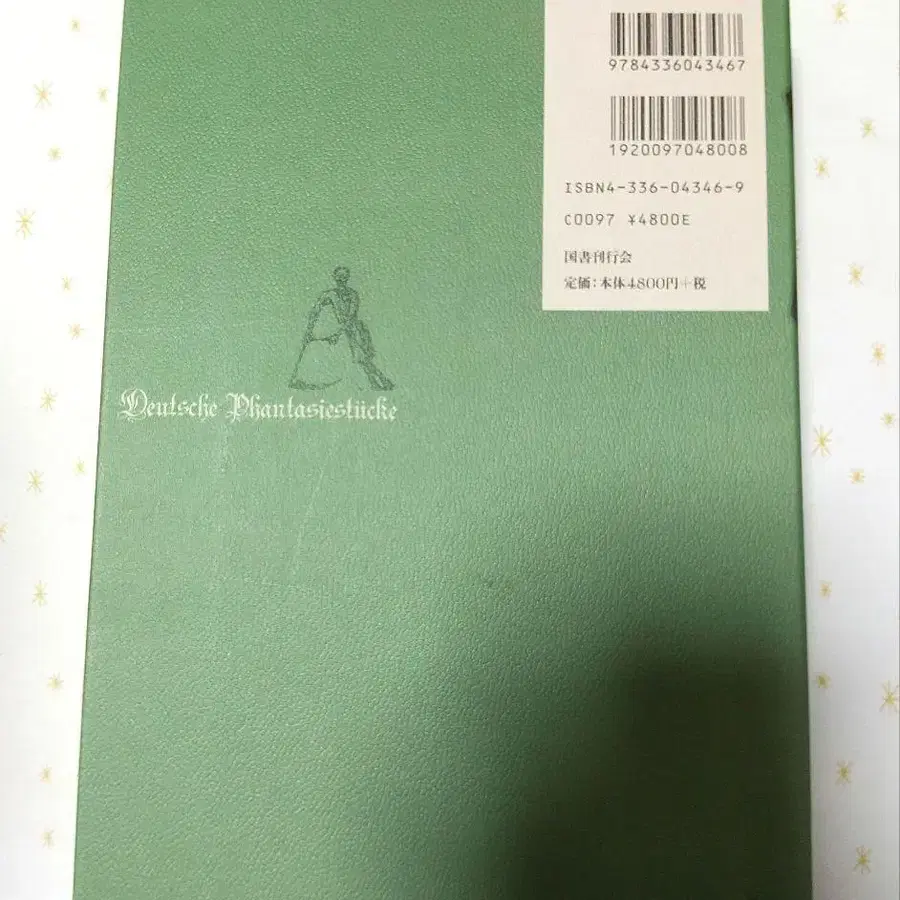 9784336043467
1920097048008
ISBN4-336-04346-9
C0097 ¥4800E
国書刊行会
定価:本体4800円+税
Deutsche Phantasiestücke